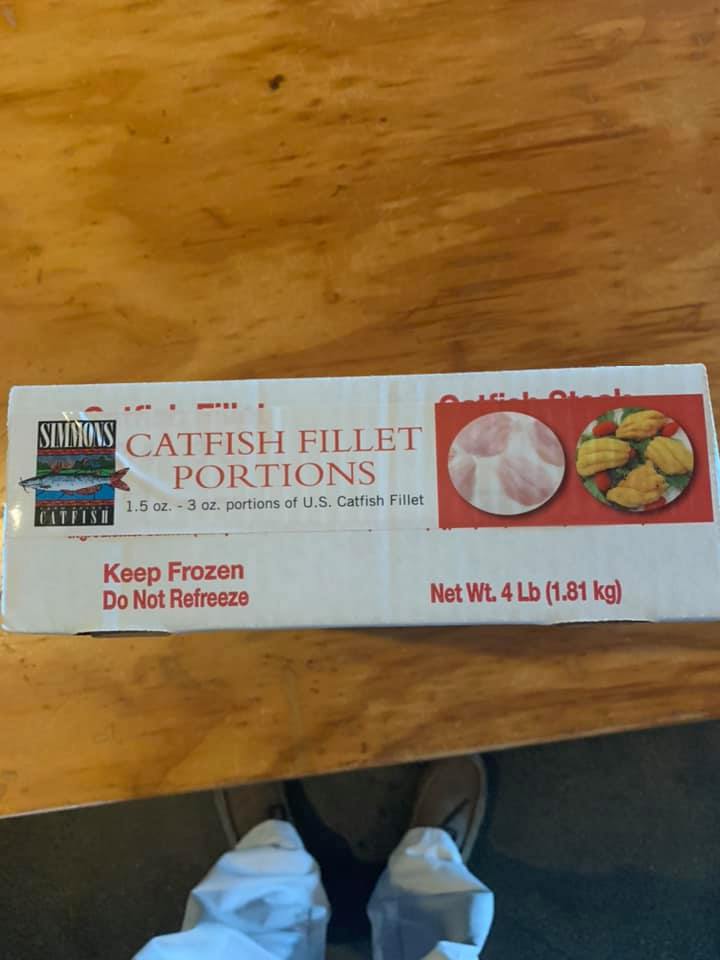 SIMMONS
CATFISH
CATFISH FILLET
PORTIONS
1.5 oz. - 3 oz. portions of U.S. Catfish Fillet
Keep Frozen
Do Not Refreeze
Net Wt. 4 Lb (1.81 kg)